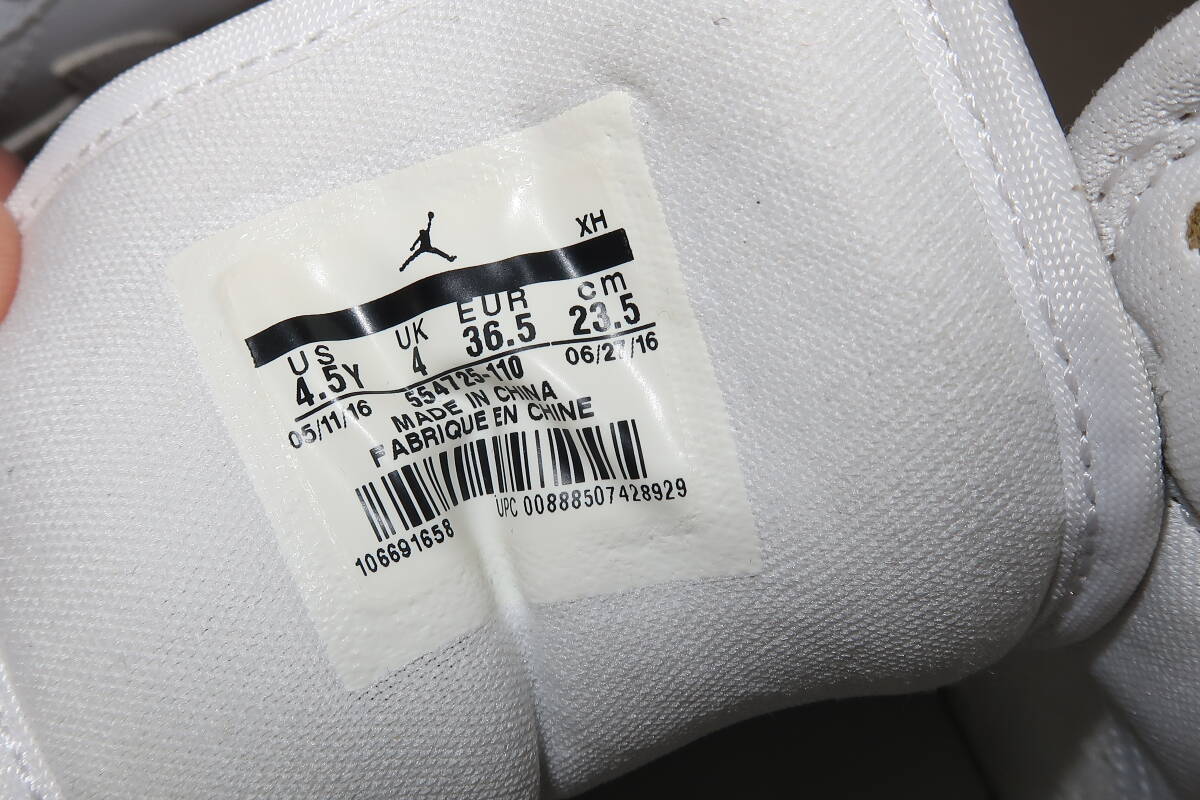 XH
US UK EUR cm
4.5Y 4 36.5 23.5
05/11/16 554725-110 06/27/16
MADE IN CHINA
FABRIQUE EN CHINE
106691658 UPC 00888507428929